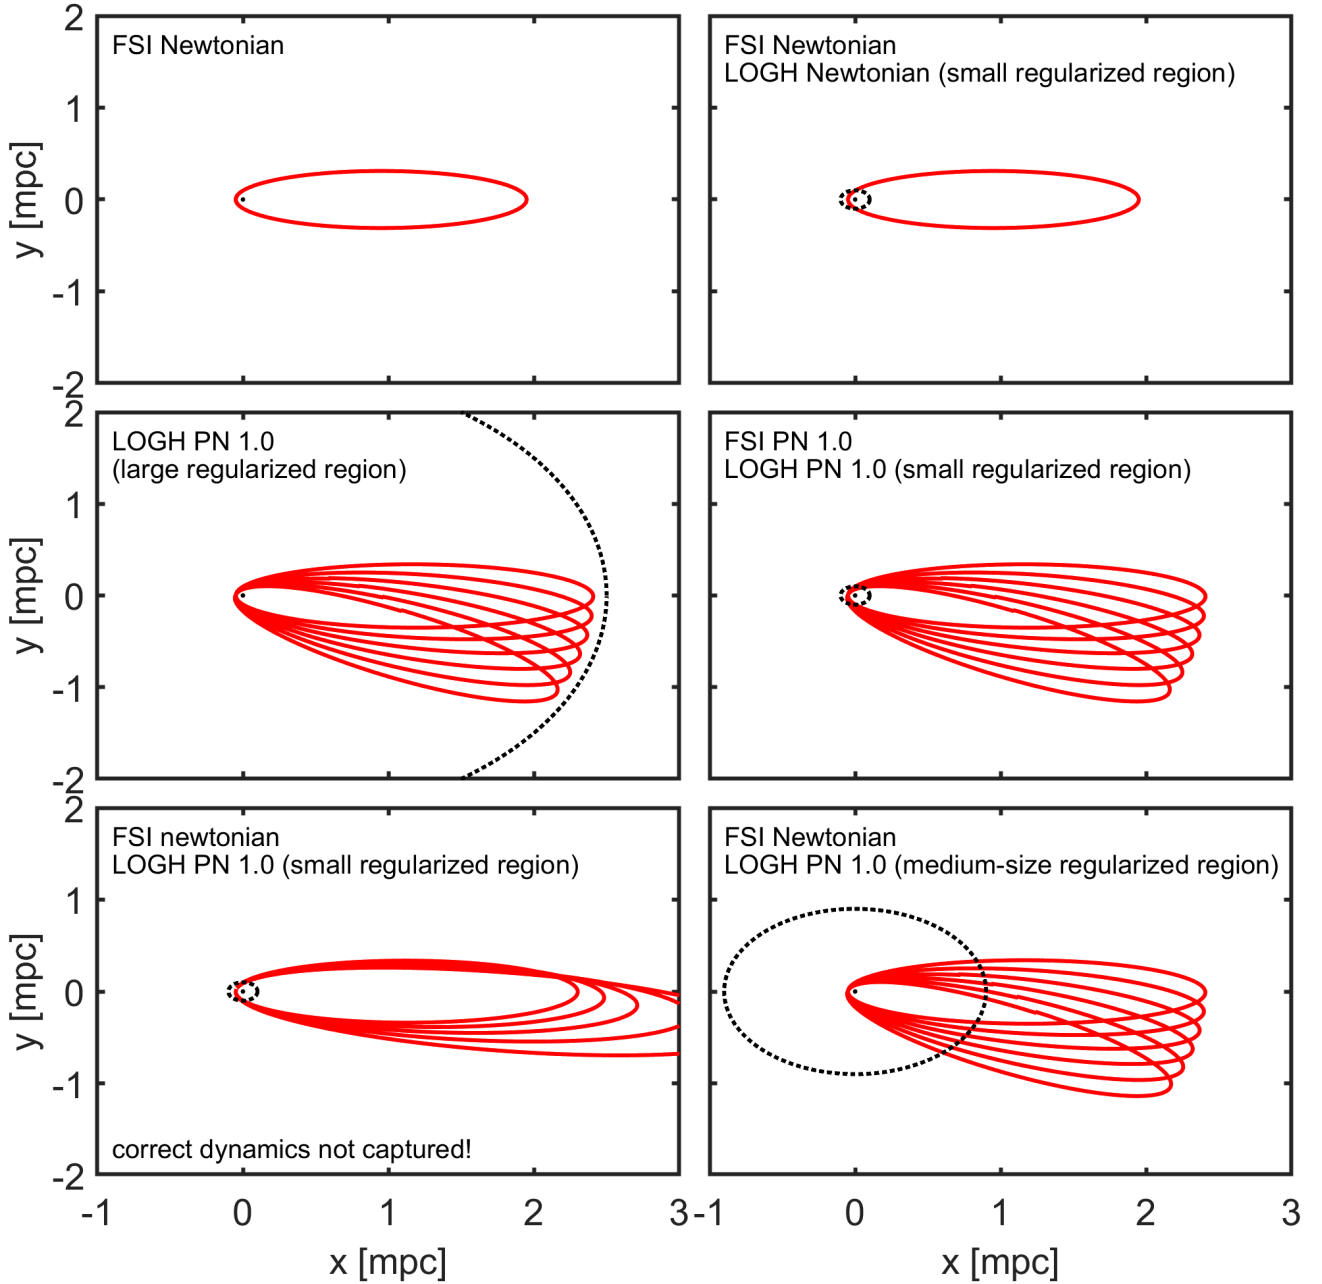 FSI Newtonian
FSI Newtonian
LOGH Newtonian (small regularized region)
2
1
0
-1
-2
y [mpc]
LOGH PN 1.0
(large regularized region)
FSI PN 1.0
LOGH PN 1.0 (small regularized region)
2
1
0
-1
-2
y [mpc]
FSI newtonian
LOGH PN 1.0 (small regularized region)
correct dynamics not captured!
FSI Newtonian
LOGH PN 1.0 (medium-size regularized region)
2
1
0
-1
-2
y [mpc]
-1 0 1 2 3
-1 0 1 2 3
x [mpc]
x [mpc]